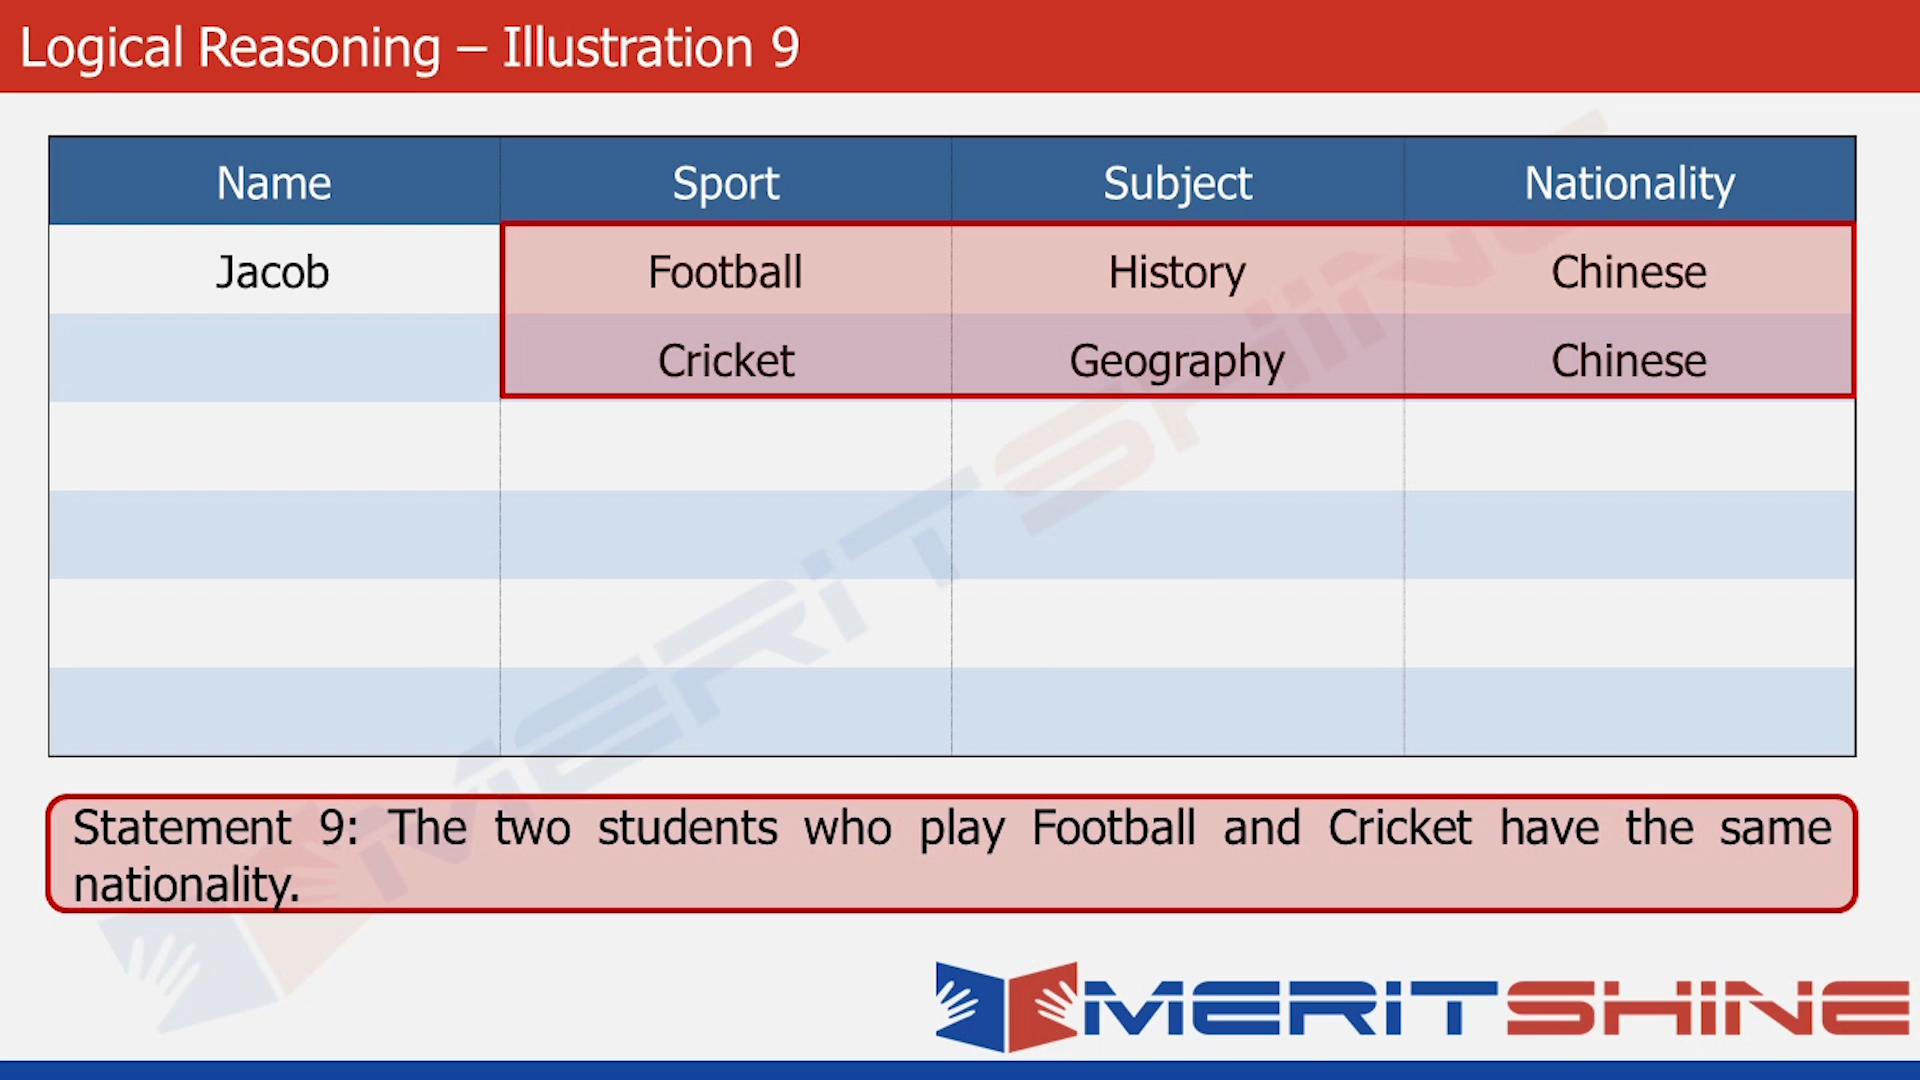 Logical Reasoning – Illustration 9
Name Sport Subject Nationality
Jacob Football History Chinese
Cricket Geography Chinese
Statement 9: The two students who play Football and Cricket have the same
nationality.
MERITSHINE
MERITSHINE